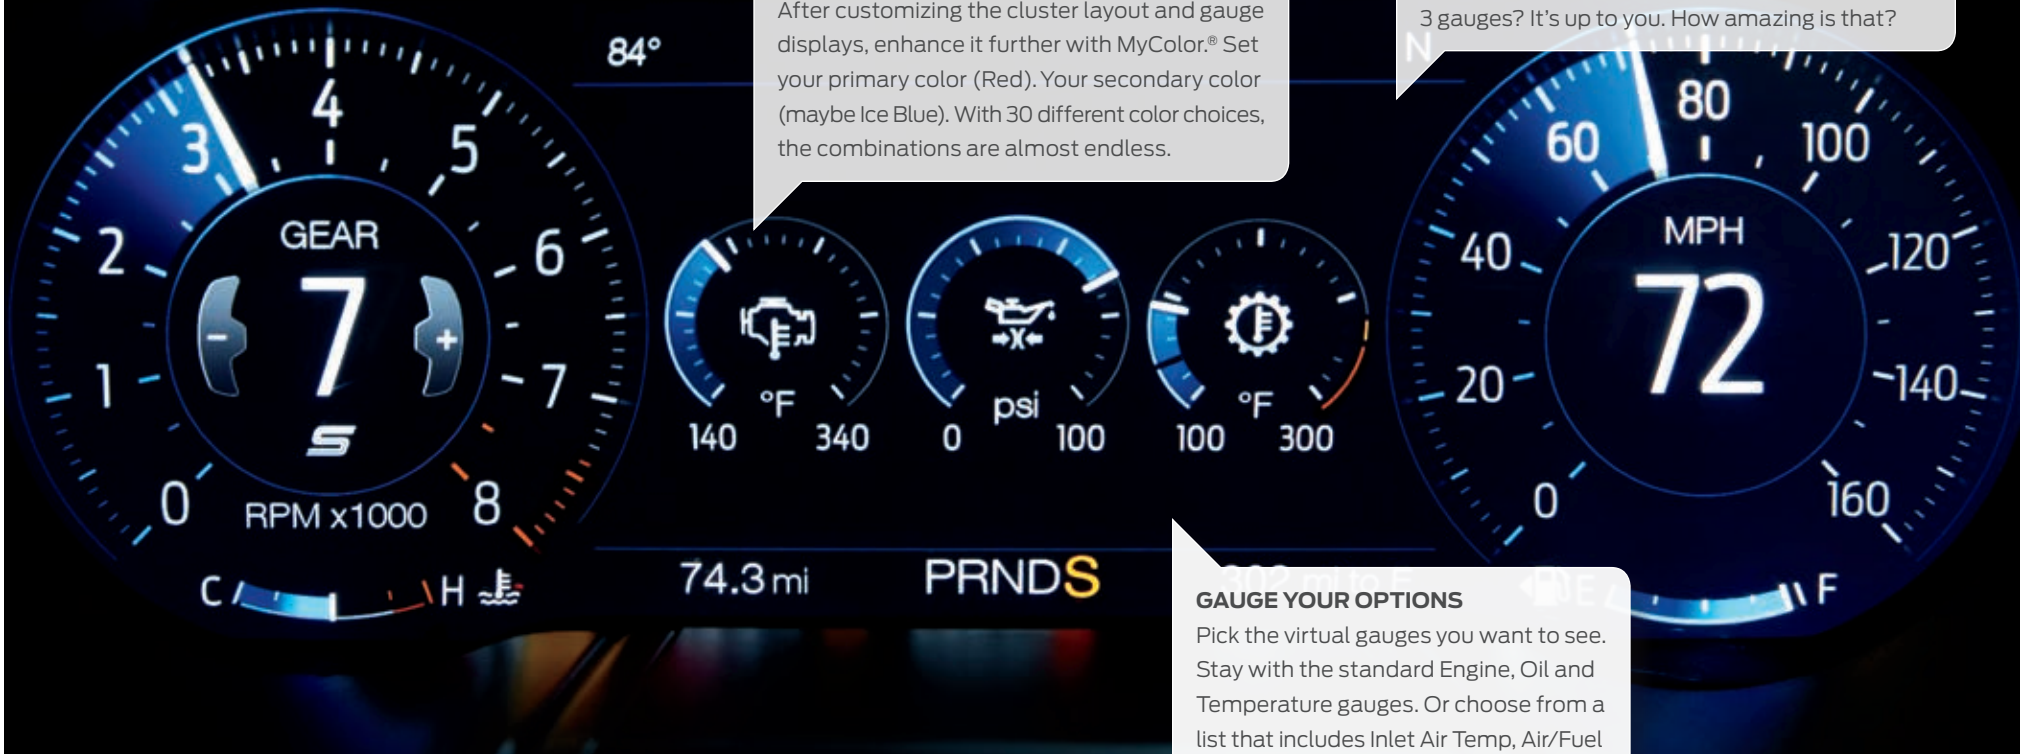 After customizing the cluster layout and gauge
displays, enhance it further with MyColor.® Set
your primary color (Red). Your secondary color
(maybe Ice Blue). With 30 different color choices,
the combinations are almost endless.
3 gauges? It’s up to you. How amazing is that?
84°
N
0
1
2
3
4
5
6
7
8
GEAR
7
-
+
S
RPM x1000
C
H
°F
140
340
psi
0
100
°F
100
300
0
20
40
60
80
100
120
140
160
MPH
72
74.3 mi
PRNDS
302 mi to E
E
F
GAUGE YOUR OPTIONS
Pick the virtual gauges you want to see.
Stay with the standard Engine, Oil and
Temperature gauges. Or choose from a
list that includes Inlet Air Temp, Air/Fuel